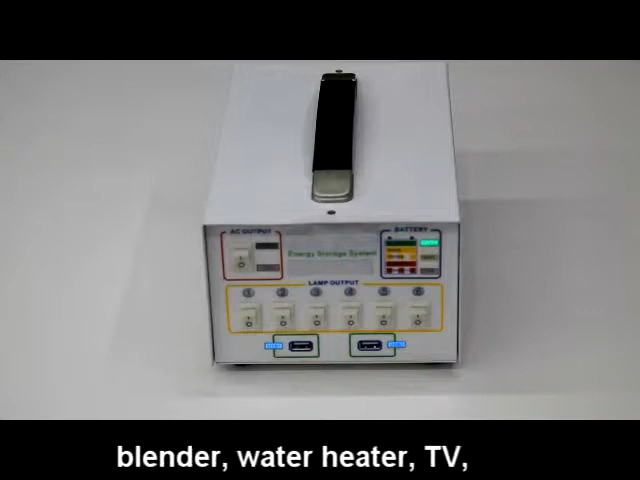 AC OUTPUT
BATTERY
Energy Storage System
LAMP OUTPUT
1 2 3 4 5 6
blender, water heater, TV,